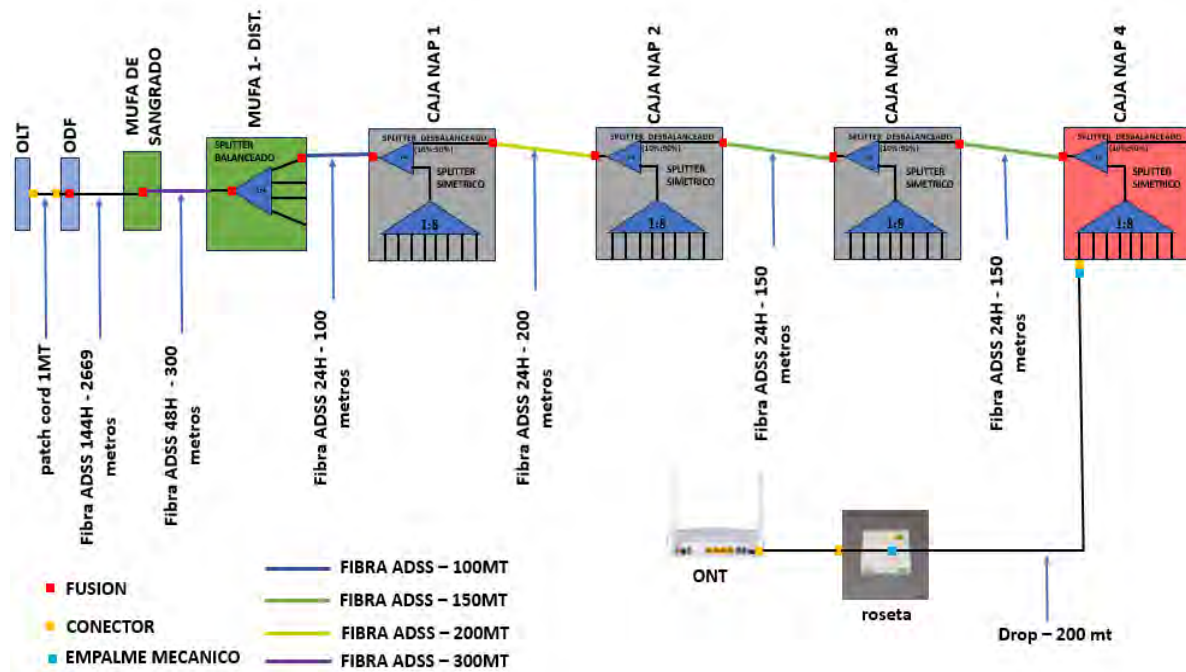 OLT
ODF
MUFA DE
SANGRADO
MUFA 1- DIST.
CAJA NAP 1
CAJA NAP 2
CAJA NAP 3
CAJA NAP 4
SPLITTER
BALANCEADO
SPLITTER DESBALANCEADO
(10%:90%)
SPLITTER
SIMETRICO
1:8
SPLITTER DESBALANCEADO
(10%:90%)
SPLITTER
SIMETRICO
1:8
SPLITTER DESBALANCEADO
(10%:90%)
SPLITTER
SIMETRICO
1:8
SPLITTER DESBALANCEADO
(10%:90%)
SPLITTER
SIMETRICO
1:8
patch cord 1MT
Fibra ADSS 144H - 2669
metros
Fibra ADSS 48H - 300
metros
Fibra ADSS 24H - 100
metros
Fibra ADSS 24H - 200
metros
Fibra ADSS 24H - 150
metros
Fibra ADSS 24H - 150
metros
ONT
roseta
Drop – 200 mt
FUSION
CONECTOR
EMPALME MECANICO
FIBRA ADSS – 100MT
FIBRA ADSS – 150MT
FIBRA ADSS – 200MT
FIBRA ADSS – 300MT